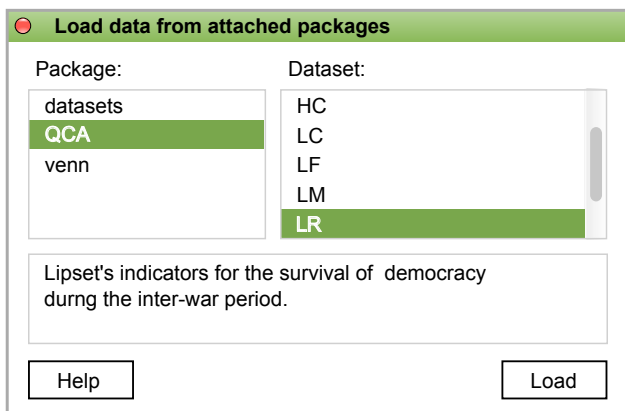 Load data from attached packages
Package:
Dataset:
datasets
QCA
venn
HC
LC
LF
LM
LR
Lipset's indicators for the survival of  democracy
durng the inter-war period.
Help
Load